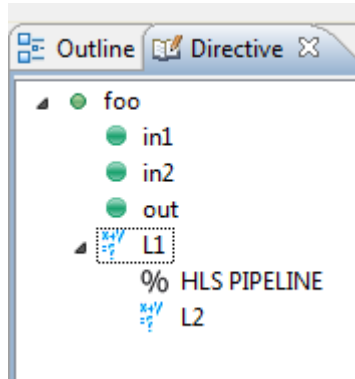 Outline Directive
foo
in1
in2
out
L1
% HLS PIPELINE
L2